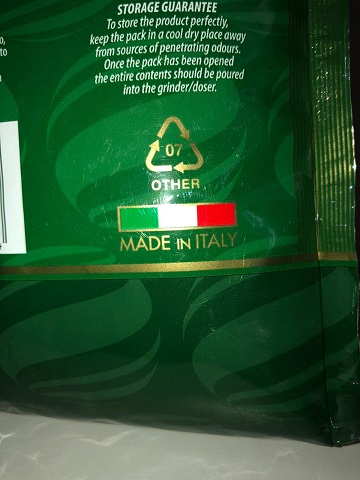 STORAGE GUARANTEE
To store the product perfectly,
keep the pack in a cool dry place away
from sources of penetrating odours.
Once the pack has been opened
the entire contents should be poured
into the grinder/doser.
to
07
OTHER
MADE IN ITALY